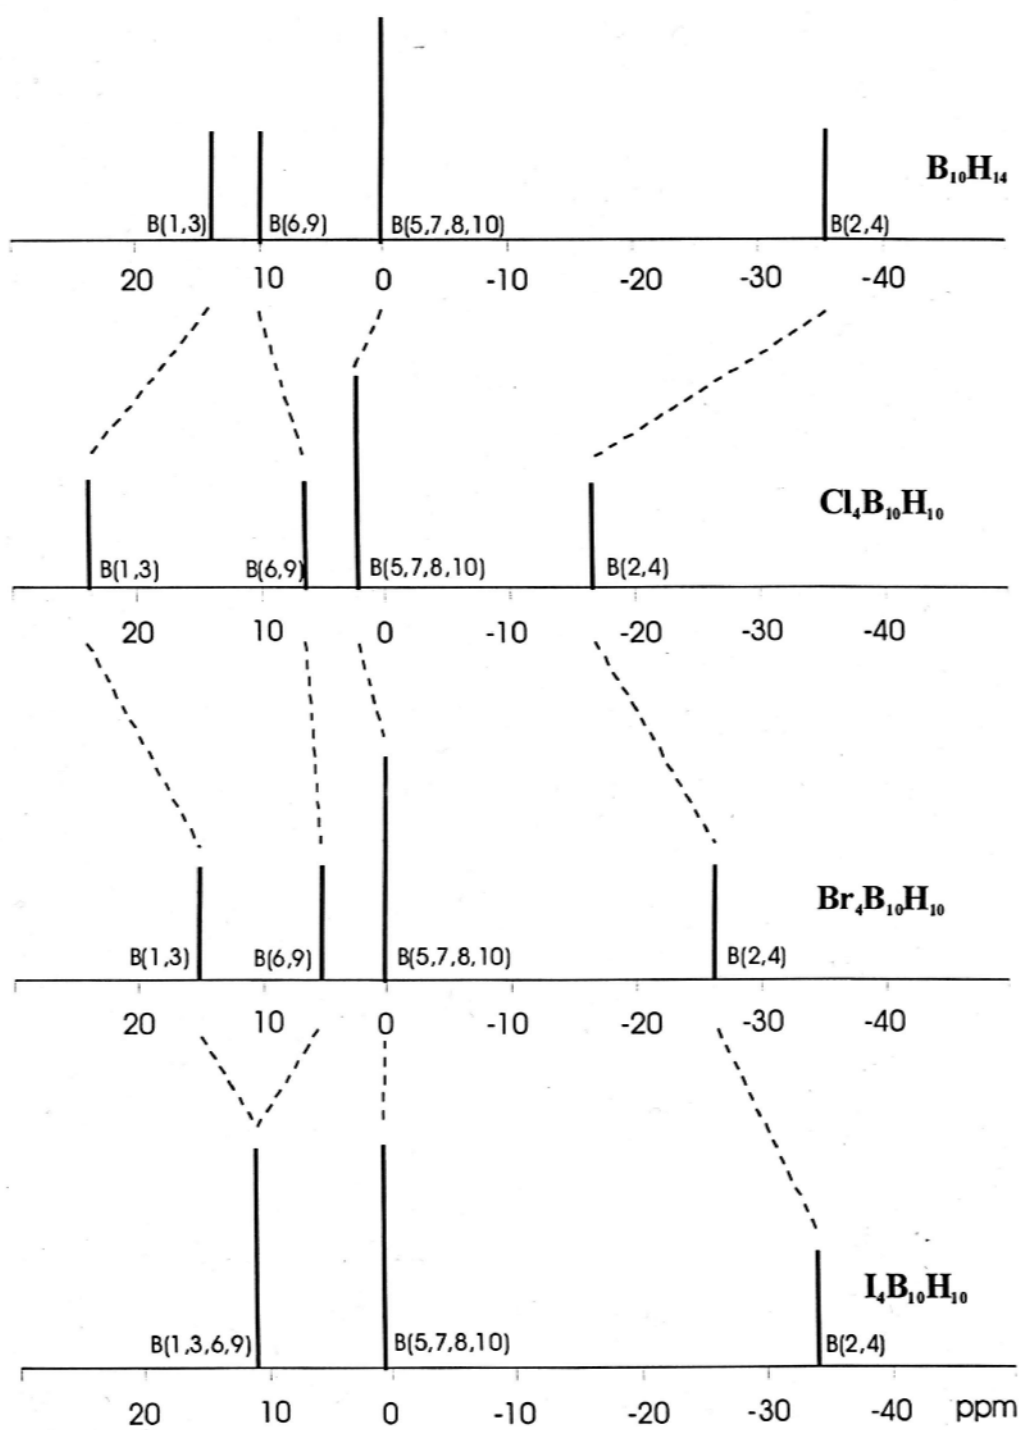 B₁₀H₁₄
B(1,3) B(6,9) B(5,7,8,10) B(2,4)
20 10 0 -10 -20 -30 -40
Cl₄B₁₀H₁₀
B(1,3) B(6,9) B(5,7,8,10) B(2,4)
20 10 0 -10 -20 -30 -40
Br₄B₁₀H₁₀
B(1,3) B(6,9) B(5,7,8,10) B(2,4)
20 10 0 -10 -20 -30 -40
I₄B₁₀H₁₀
B(1,3,6,9) B(5,7,8,10) B(2,4)
20 10 0 -10 -20 -30 -40 ppm